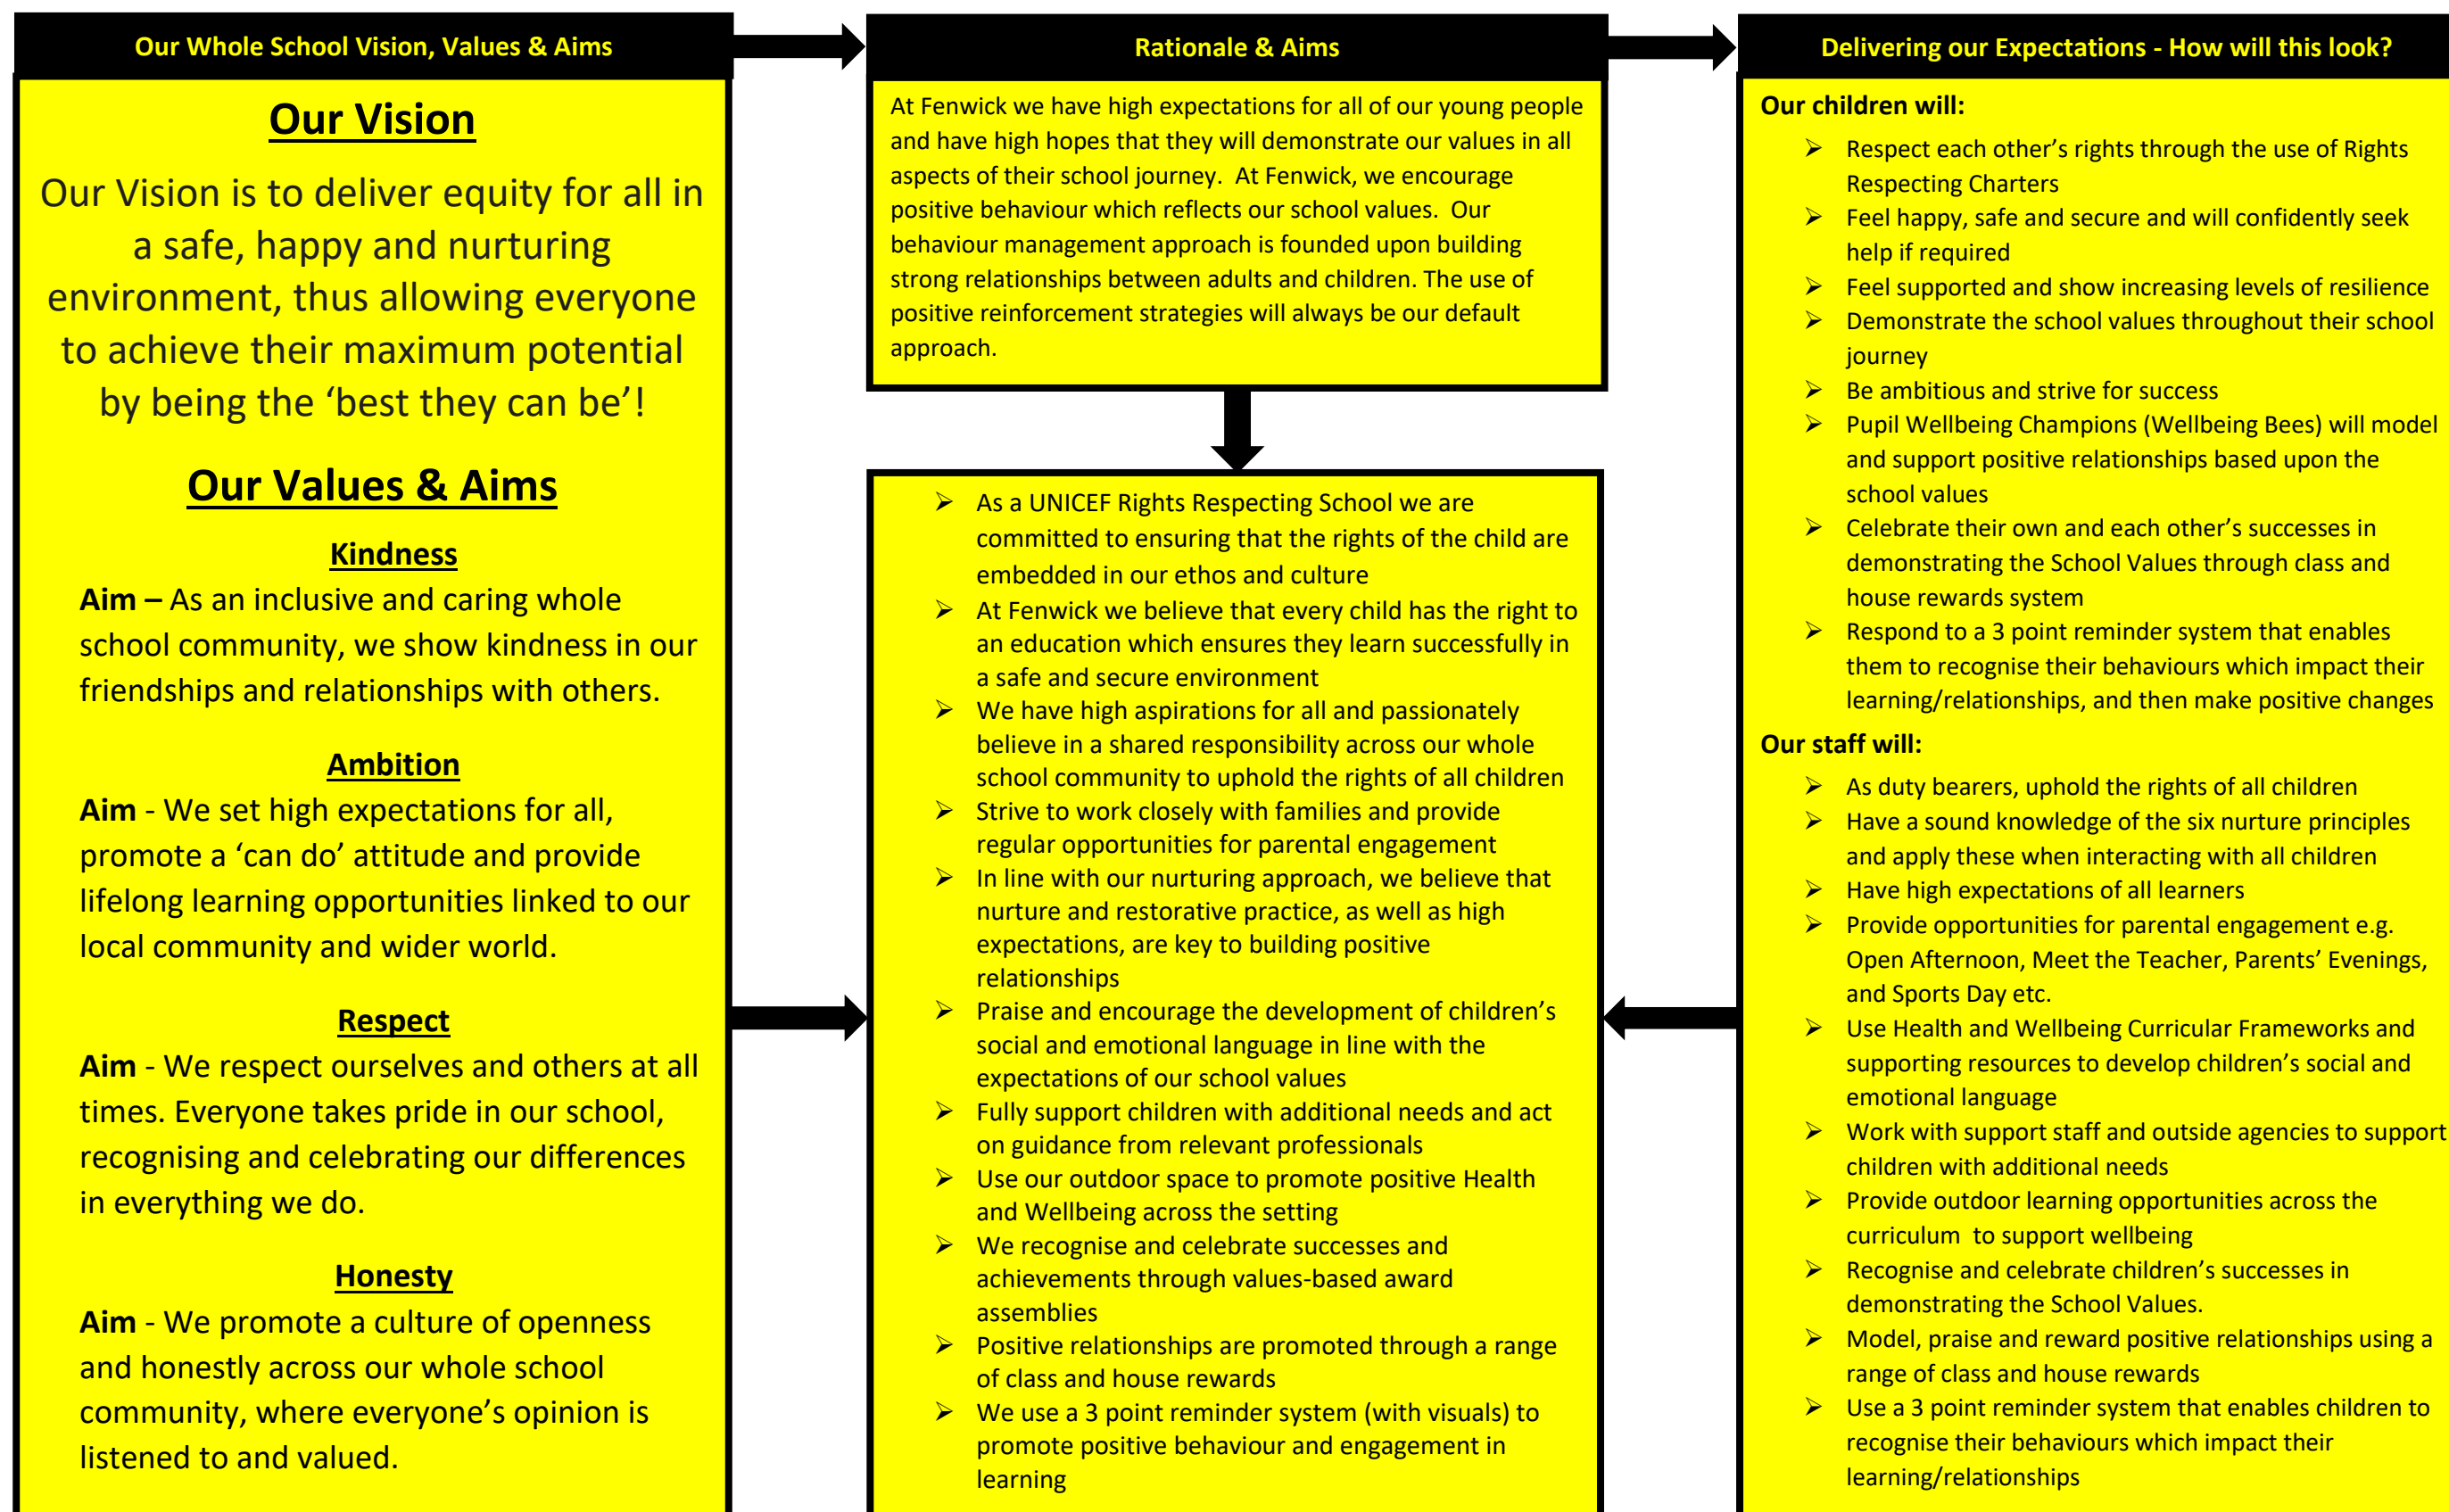 Our Whole School Vision, Values & Aims
Our Vision
Our Vision is to deliver equity for all in
a safe, happy and nurturing
environment, thus allowing everyone
to achieve their maximum potential
by being the ‘best they can be’!
Our Values & Aims
Kindness
Aim – As an inclusive and caring whole
school community, we show kindness in our
friendships and relationships with others.
Ambition
Aim - We set high expectations for all,
promote a ‘can do’ attitude and provide
lifelong learning opportunities linked to our
local community and wider world.
Respect
Aim - We respect ourselves and others at all
times. Everyone takes pride in our school,
recognising and celebrating our differences
in everything we do.
Honesty
Aim - We promote a culture of openness
and honestly across our whole school
community, where everyone’s opinion is
listened to and valued.
Rationale & Aims
At Fenwick we have high expectations for all of our young people
and have high hopes that they will demonstrate our values in all
aspects of their school journey.  At Fenwick, we encourage
positive behaviour which reflects our school values.  Our
behaviour management approach is founded upon building
strong relationships between adults and children. The use of
positive reinforcement strategies will always be our default
approach.
➢ As a UNICEF Rights Respecting School we are
committed to ensuring that the rights of the child are
embedded in our ethos and culture
➢ At Fenwick we believe that every child has the right to
an education which ensures they learn successfully in
a safe and secure environment
➢ We have high aspirations for all and passionately
believe in a shared responsibility across our whole
school community to uphold the rights of all children
➢ Strive to work closely with families and provide
regular opportunities for parental engagement
➢ In line with our nurturing approach, we believe that
nurture and restorative practice, as well as high
expectations, are key to building positive
relationships
➢ Praise and encourage the development of children’s
social and emotional language in line with the
expectations of our school values
➢ Fully support children with additional needs and act
on guidance from relevant professionals
➢ Use our outdoor space to promote positive Health
and Wellbeing across the setting
➢ We recognise and celebrate successes and
achievements through values-based award
assemblies
➢ Positive relationships are promoted through a range
of class and house rewards
➢ We use a 3 point reminder system (with visuals) to
promote positive behaviour and engagement in
learning
Delivering our Expectations - How will this look?
Our children will:
➢ Respect each other’s rights through the use of Rights
Respecting Charters
➢ Feel happy, safe and secure and will confidently seek
help if required
➢ Feel supported and show increasing levels of resilience
➢ Demonstrate the school values throughout their school
journey
➢ Be ambitious and strive for success
➢ Pupil Wellbeing Champions (Wellbeing Bees) will model
and support positive relationships based upon the
school values
➢ Celebrate their own and each other’s successes in
demonstrating the School Values through class and
house rewards system
➢ Respond to a 3 point reminder system that enables
them to recognise their behaviours which impact their
learning/relationships, and then make positive changes
Our staff will:
➢ As duty bearers, uphold the rights of all children
➢ Have a sound knowledge of the six nurture principles
and apply these when interacting with all children
➢ Have high expectations of all learners
➢ Provide opportunities for parental engagement e.g.
Open Afternoon, Meet the Teacher, Parents’ Evenings,
and Sports Day etc.
➢ Use Health and Wellbeing Curricular Frameworks and
supporting resources to develop children’s social and
emotional language
➢ Work with support staff and outside agencies to support
children with additional needs
➢ Provide outdoor learning opportunities across the
curriculum  to support wellbeing
➢ Recognise and celebrate children’s successes in
demonstrating the School Values.
➢ Model, praise and reward positive relationships using a
range of class and house rewards
➢ Use a 3 point reminder system that enables children to
recognise their behaviours which impact their
learning/relationships